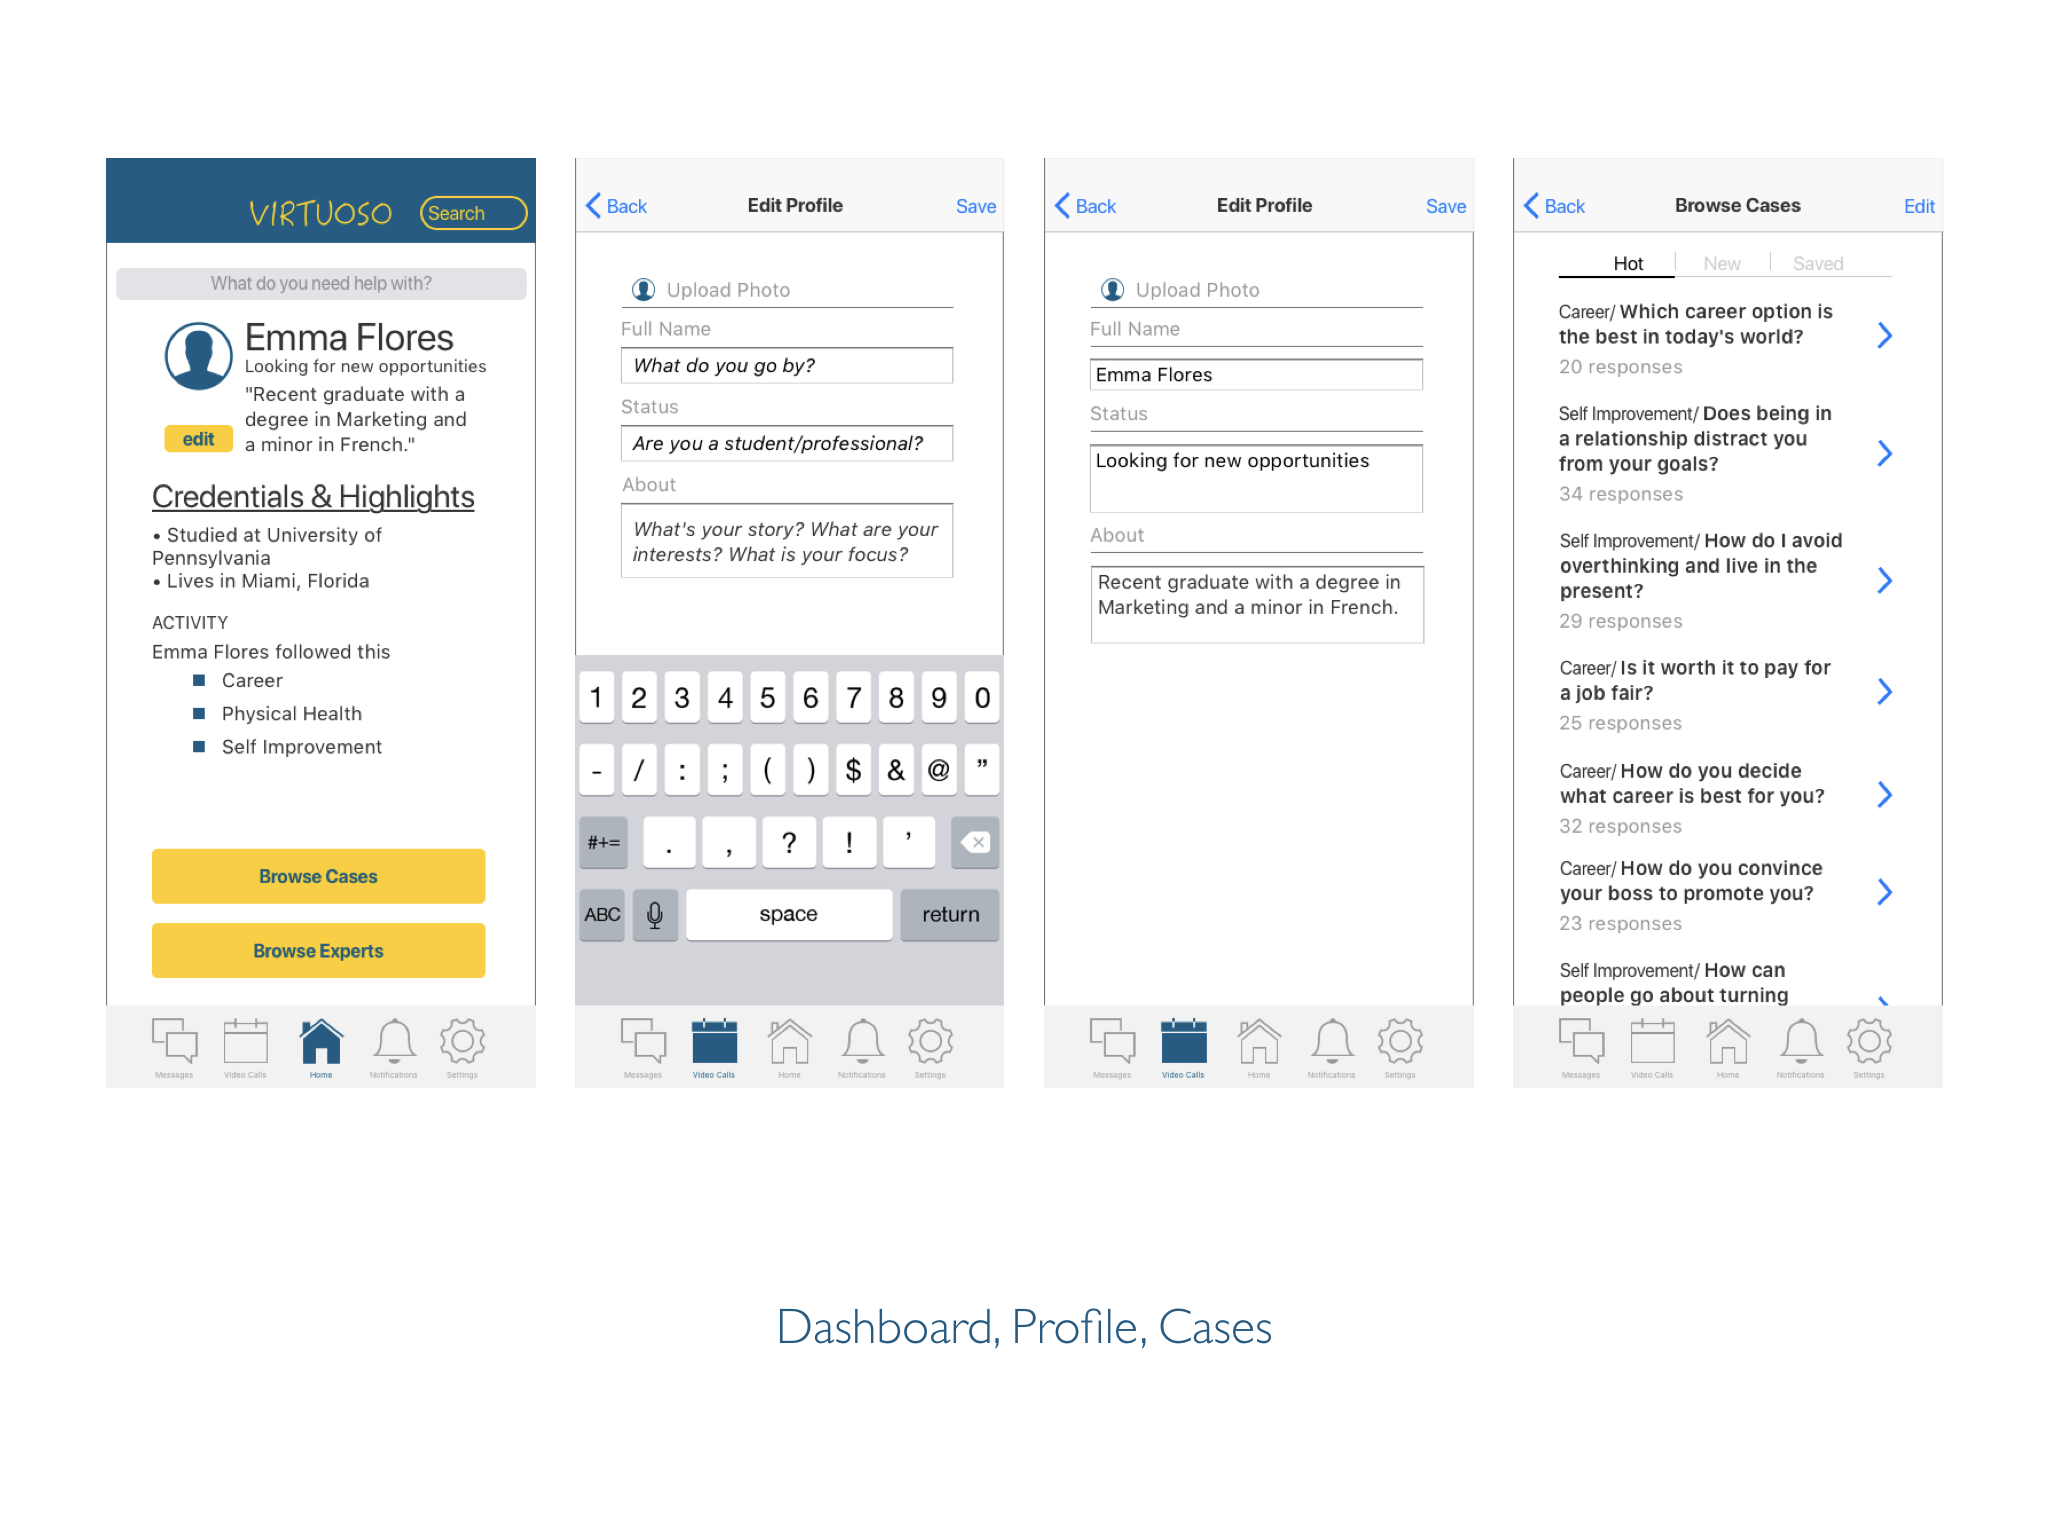 VIRTUOSO
Search
What do you need help with?
Emma Flores
Looking for new opportunities
"Recent graduate with a
degree in Marketing and
a minor in French."
edit
Credentials & Highlights
• Studied at University of
Pennsylvania
• Lives in Miami, Florida
ACTIVITY
Emma Flores followed this
Career
Physical Health
Self Improvement
Browse Cases
Browse Experts
Messages
Video Calls
Home
Notifications
Settings
Back
Edit Profile
Save
Upload Photo
Full Name
What do you go by?
Status
Are you a student/professional?
About
What's your story? What are your
interests? What is your focus?
1 2 3 4 5 6 7 8 9 0
- / : ; ( ) $ & @ ”
#+= . , ? ! ’
ABC space return
Messages
Video Calls
Home
Notifications
Settings
Back
Edit Profile
Save
Upload Photo
Full Name
Emma Flores
Status
Looking for new opportunities
About
Recent graduate with a degree in
Marketing and a minor in French.
Messages
Video Calls
Home
Notifications
Settings
Back
Browse Cases
Edit
Hot
New
Saved
Career/ Which career option is
the best in today's world?
20 responses
Self Improvement/ Does being in
a relationship distract you
from your goals?
34 responses
Self Improvement/ How do I avoid
overthinking and live in the
present?
29 responses
Career/ Is it worth it to pay for
a job fair?
25 responses
Career/ How do you decide
what career is best for you?
32 responses
Career/ How do you convince
your boss to promote you?
23 responses
Self Improvement/ How can
people go about turning
Messages
Video Calls
Home
Notifications
Settings
Dashboard, Profile, Cases